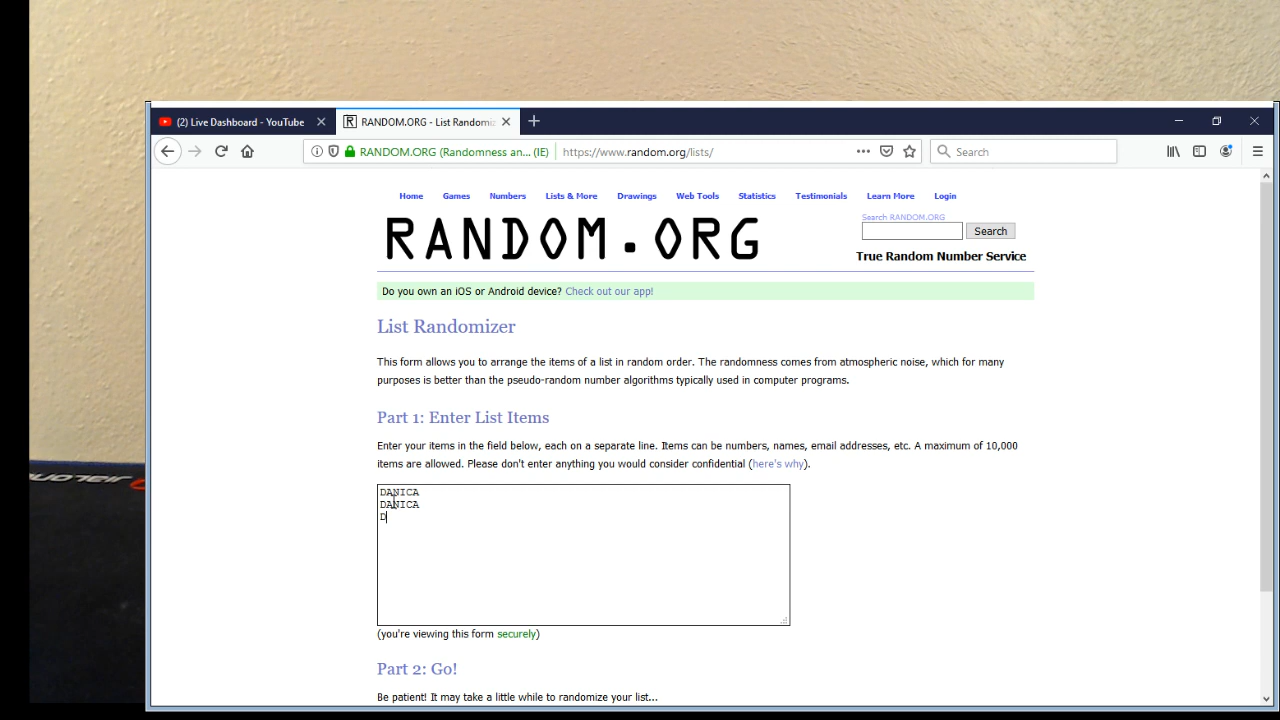 (2) Live Dashboard - YouTube
RANDOM.ORG - List Randomiz
RANDOM.ORG (Randomness an... (IE)
https://www.random.org/lists/
Search
Home Games Numbers Lists & More Drawings Web Tools Statistics Testimonials Learn More Login
RANDOM.ORG
Search RANDOM.ORG
Search
True Random Number Service
Do you own an iOS or Android device? Check out our app!
List Randomizer
This form allows you to arrange the items of a list in random order. The randomness comes from atmospheric noise, which for many
purposes is better than the pseudo-random number algorithms typically used in computer programs.
Part 1: Enter List Items
Enter your items in the field below, each on a separate line. Items can be numbers, names, email addresses, etc. A maximum of 10,000
items are allowed. Please don't enter anything you would consider confidential (here's why).
DANICA
DANICA
D
(you're viewing this form securely)
Part 2: Go!
Be patient! It may take a little while to randomize your list...